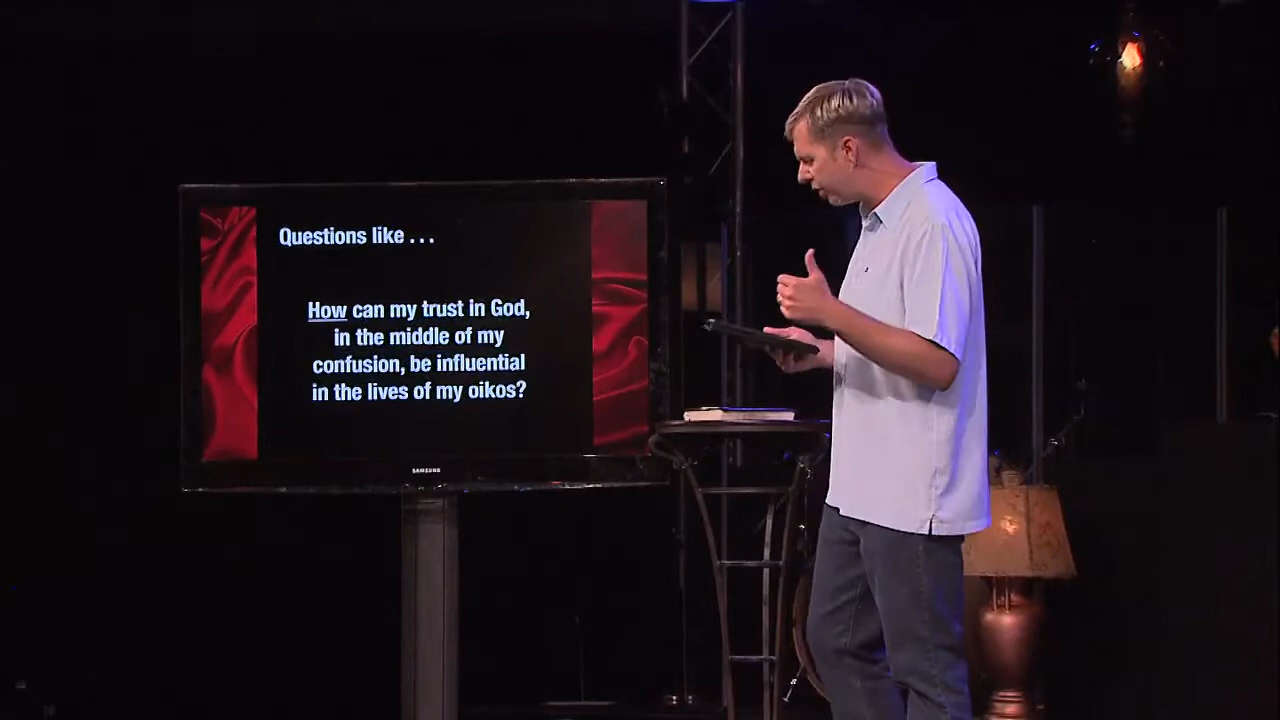 Questions like . . .
How can my trust in God,
in the middle of my
confusion, be influential
in the lives of my oikos?
SAMSUNG